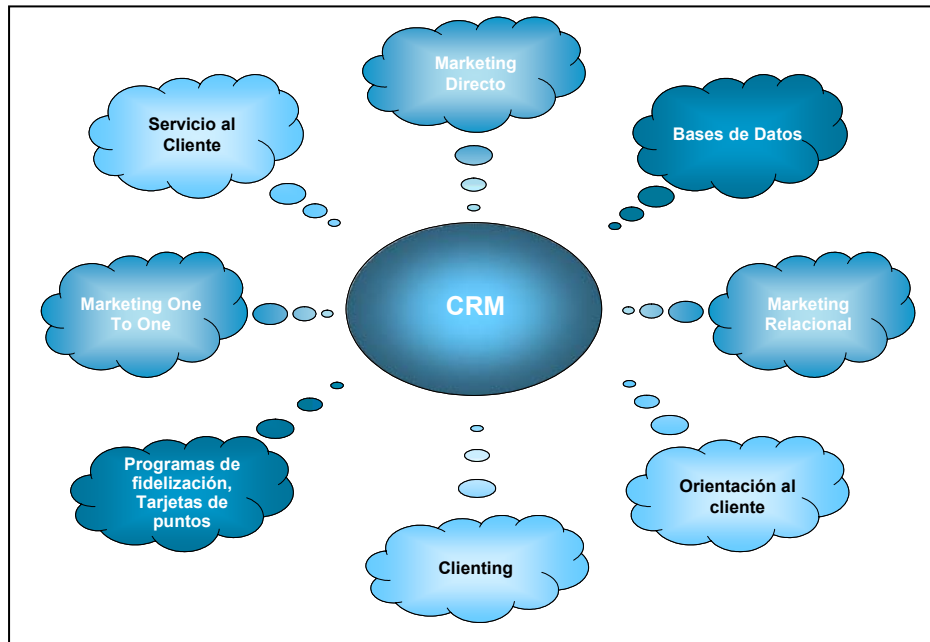 Marketing
Directo
Servicio al
Cliente
Bases de Datos
Marketing One
To One
CRM
Marketing
Relacional
Programas de
fidelización,
Tarjetas de
puntos
Orientación al
cliente
Clienting